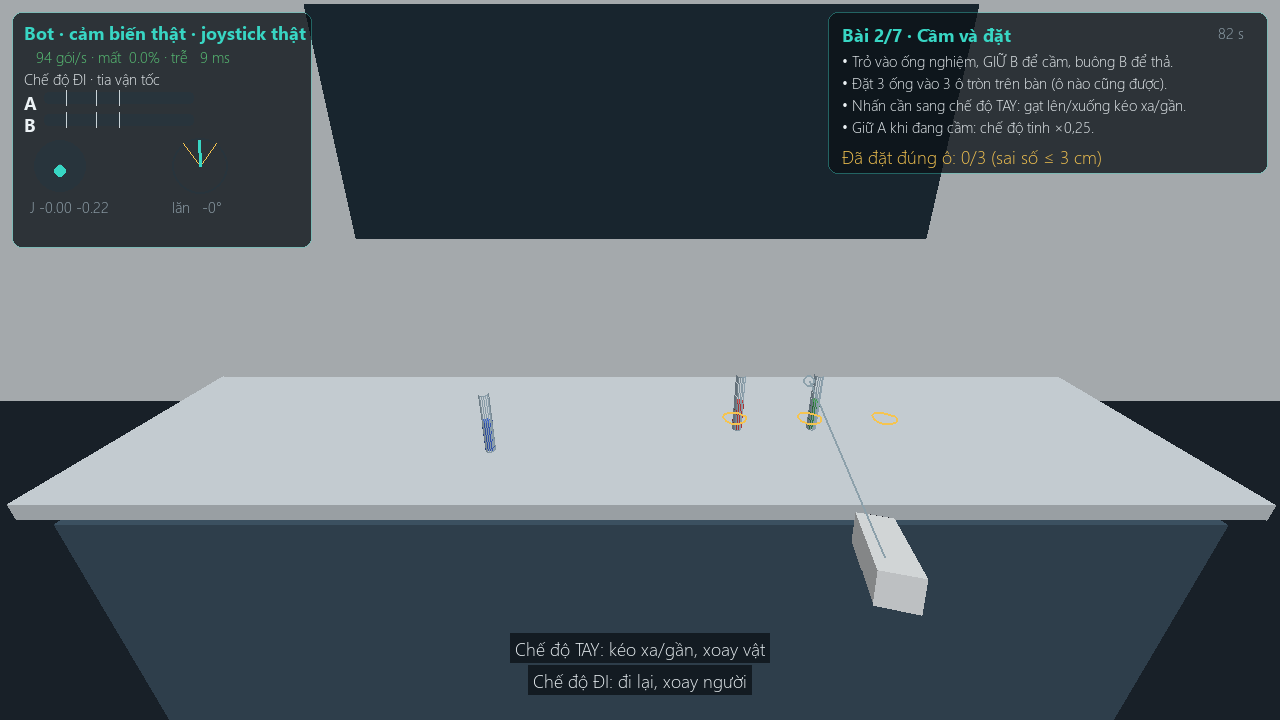 Bot · cảm biến thật · joystick thật
94 gói/s · mất 0.0% · trễ 9 ms
Chế độ ĐI · tia vận tốc
A
B
J -0.00 -0.22
lăn -0°
Bài 2/7 · Cầm và đặt
82 s
• Trỏ vào ống nghiệm, GIỮ B để cầm, buông B để thả.
• Đặt 3 ống vào 3 ô tròn trên bàn (ô nào cũng được).
• Nhấn cần sang chế độ TAY: gạt lên/xuống kéo xa/gần.
• Giữ A khi đang cầm: chế độ tinh ×0,25.
Đã đặt đúng ô: 0/3 (sai số ≤ 3 cm)
Chế độ TAY: kéo xa/gần, xoay vật
Chế độ ĐI: đi lại, xoay người